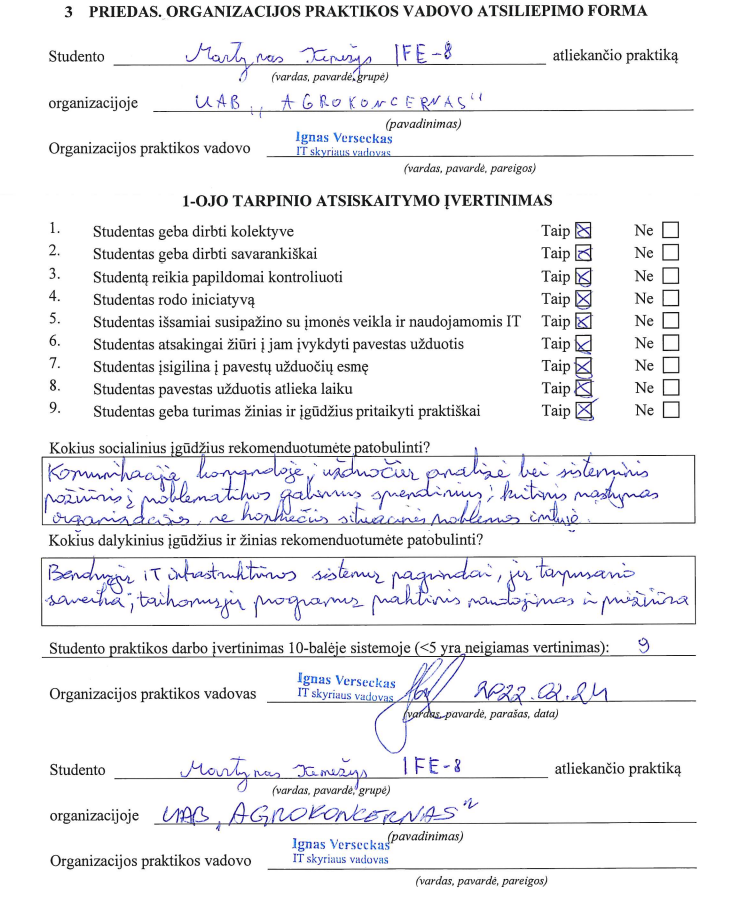 3 PRIEDAS. ORGANIZACIJOS PRAKTIKOS VADOVO ATSILIEPIMO FORMA
Studento Martynas IFE-8 atliekančio praktiką
(vardas, pavardė, grupė)
organizacijoje UAB „AGROKONCERNAS"
(pavadinimas)
Ignas Verseckas
Organizacijos praktikos vadovo IT skyriaus vadovas
(vardas, pavardė, pareigos)
1-OJO TARPINIO ATSISKAITYMO ĮVERTINIMAS
1. Studentas geba dirbti kolektyve Taip ☒ Ne ☐
2. Studentas geba dirbti savarankiškai Taip ☒ Ne ☐
3. Studentą reikia papildomai kontroliuoti Taip ☒ Ne ☐
4. Studentas rodo iniciatyvą Taip ☒ Ne ☐
5. Studentas išsamiai susipažino su įmonės veikla ir naudojamomis IT Taip ☒ Ne ☐
6. Studentas atsakingai žiūri į jam įvykdyti pavestas užduotis Taip ☒ Ne ☐
7. Studentas įsigilina į pavestų užduočių esmę Taip ☒ Ne ☐
8. Studentas pavestas užduotis atlieka laiku Taip ☒ Ne ☐
9. Studentas geba turimas žinias ir įgūdžius pritaikyti praktiškai Taip ☒ Ne ☐
Kokius socialinius įgūdžius rekomenduotumėte patobulinti?
Komunikacija komandoje, užduočių analizė bei sisteminis
požiūris į problematikos galimus sprendimus; kritinis mąstymas
organizacijos, ne konkrečios situacinės problemos
Kokius dalykinius įgūdžius ir žinias rekomenduotumėte patobulinti?
Bendrųjų IT infrastruktūros sistemų pagrindai, jų tarpusavio
saveika; taikomųjų programų praktinis naudojimas ir priežiūra
Studento praktikos darbo įvertinimas 10-balėje sistemoje (<5 yra neigiamas vertinimas): 9
Ignas Verseckas
Organizacijos praktikos vadovas IT skyriaus vadovas 2022.02.24
(vardas, pavardė, parašas, data)
Studento Martynas IFE-8 atliekančio praktiką
(vardas, pavardė, grupė)
organizacijoje UAB „AGROKONCERNAS"
(pavadinimas)
Ignas Verseckas
Organizacijos praktikos vadovo IT skyriaus vadovas
(vardas, pavardė, pareigos)